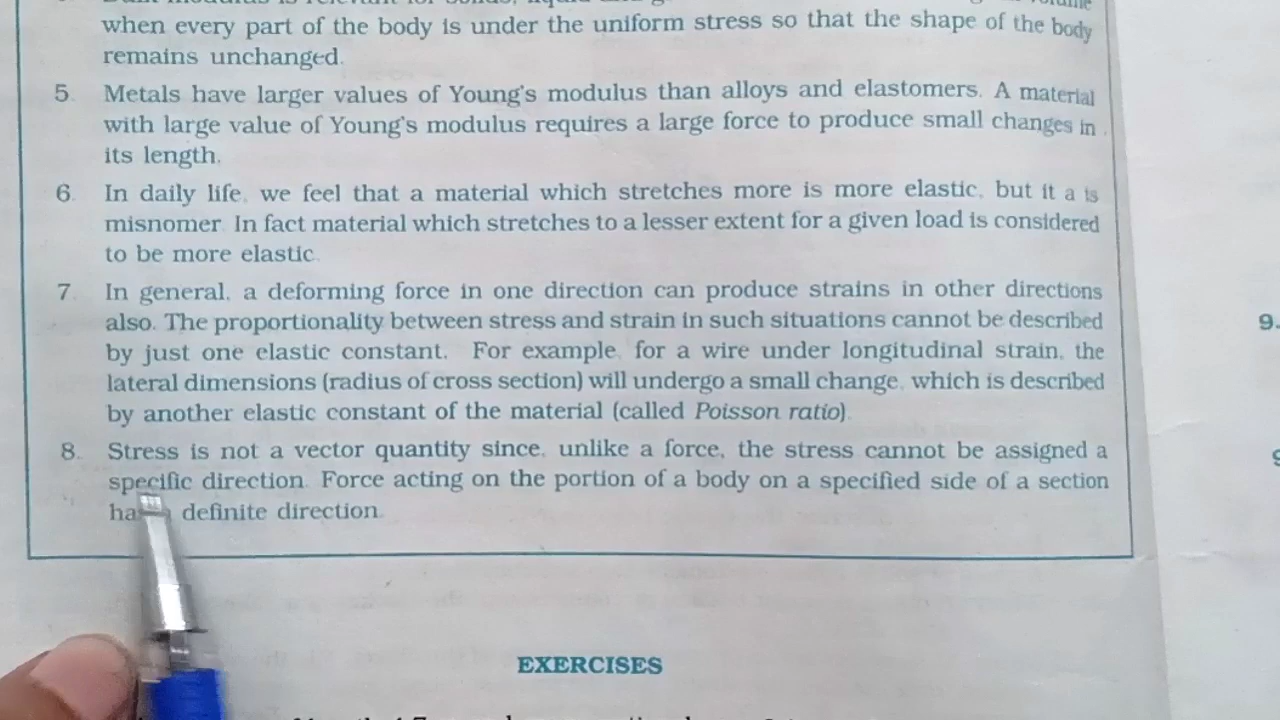 when every part of the body is under the uniform stress so that the shape of the body
remains unchanged.
5. Metals have larger values of Young's modulus than alloys and elastomers. A material
with large value of Young's modulus requires a large force to produce small changes in
its length.
6. In daily life, we feel that a material which stretches more is more elastic, but it a is
misnomer. In fact material which stretches to a lesser extent for a given load is considered
to be more elastic.
7. In general, a deforming force in one direction can produce strains in other directions
also. The proportionality between stress and strain in such situations cannot be described
by just one elastic constant. For example, for a wire under longitudinal strain, the
lateral dimensions (radius of cross section) will undergo a small change, which is described
by another elastic constant of the material (called Poisson ratio).
8. Stress is not a vector quantity since, unlike a force, the stress cannot be assigned a
specific direction. Force acting on the portion of a body on a specified side of a section
definite direction.
EXERCISES
9.